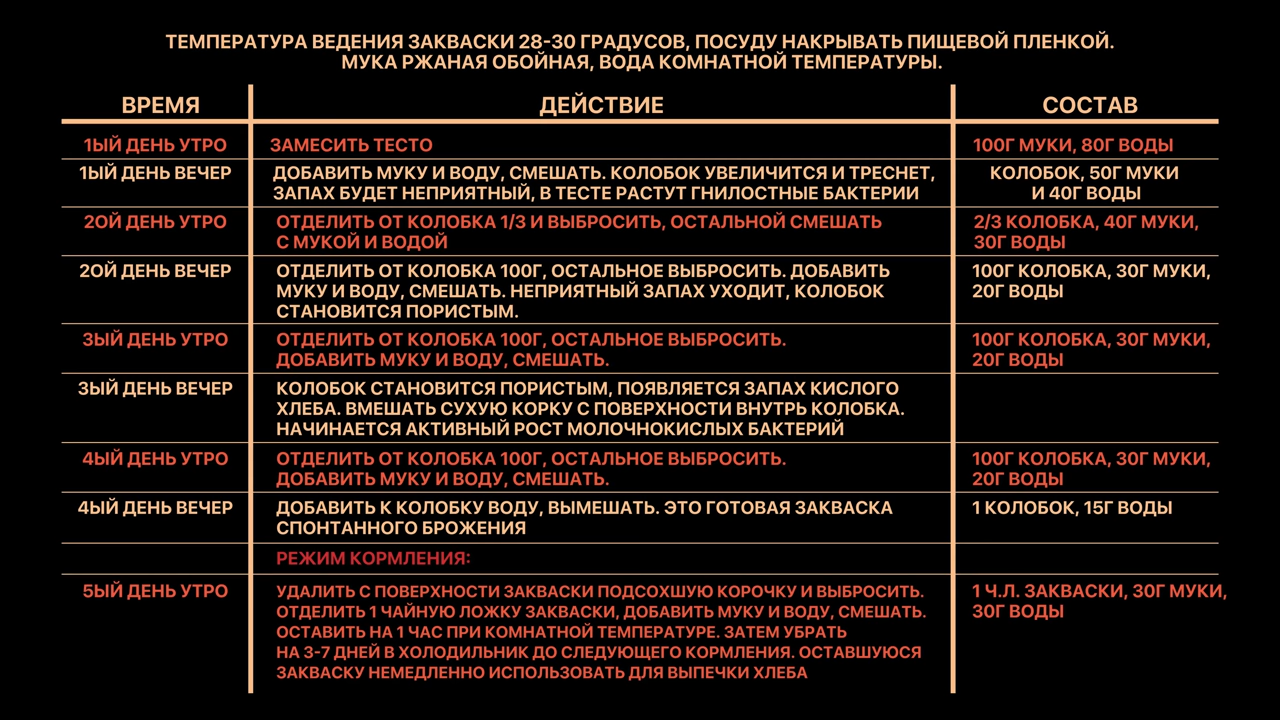 ТЕМПЕРАТУРА ВЕДЕНИЯ ЗАКВАСКИ 28-30 ГРАДУСОВ, ПОСУДУ НАКРЫВАТЬ ПИЩЕВОЙ ПЛЕНКОЙ.
МУКА РЖАНАЯ ОБОЙНАЯ, ВОДА КОМНАТНОЙ ТЕМПЕРАТУРЫ.
ВРЕМЯ
ДЕЙСТВИЕ
СОСТАВ
1ЫЙ ДЕНЬ УТРО
ЗАМЕСИТЬ ТЕСТО
100Г МУКИ, 80Г ВОДЫ
1ЫЙ ДЕНЬ ВЕЧЕР
ДОБАВИТЬ МУКУ И ВОДУ, СМЕШАТЬ. КОЛОБОК УВЕЛИЧИТСЯ И ТРЕСНЕТ,
ЗАПАХ БУДЕТ НЕПРИЯТНЫЙ, В ТЕСТЕ РАСТУТ ГНИЛОСТНЫЕ БАКТЕРИИ
КОЛОБОК, 50Г МУКИ
И 40Г ВОДЫ
2ОЙ ДЕНЬ УТРО
ОТДЕЛИТЬ ОТ КОЛОБКА 1/3 И ВЫБРОСИТЬ, ОСТАЛЬНОЙ СМЕШАТЬ
С МУКОЙ И ВОДОЙ
2/3 КОЛОБКА, 40Г МУКИ,
30Г ВОДЫ
2ОЙ ДЕНЬ ВЕЧЕР
ОТДЕЛИТЬ ОТ КОЛОБКА 100Г, ОСТАЛЬНОЕ ВЫБРОСИТЬ. ДОБАВИТЬ
МУКУ И ВОДУ, СМЕШАТЬ. НЕПРИЯТНЫЙ ЗАПАХ УХОДИТ, КОЛОБОК
СТАНОВИТСЯ ПОРИСТЫМ.
100Г КОЛОБКА, 30Г МУКИ,
20Г ВОДЫ
3ЫЙ ДЕНЬ УТРО
ОТДЕЛИТЬ ОТ КОЛОБКА 100Г, ОСТАЛЬНОЕ ВЫБРОСИТЬ.
ДОБАВИТЬ МУКУ И ВОДУ, СМЕШАТЬ.
100Г КОЛОБКА, 30Г МУКИ,
20Г ВОДЫ
3ЫЙ ДЕНЬ ВЕЧЕР
КОЛОБОК СТАНОВИТСЯ ПОРИСТЫМ, ПОЯВЛЯЕТСЯ ЗАПАХ КИСЛОГО
ХЛЕБА. ВМЕШАТЬ СУХУЮ КОРКУ С ПОВЕРХНОСТИ ВНУТРЬ КОЛОБКА.
НАЧИНАЕТСЯ АКТИВНЫЙ РОСТ МОЛОЧНОКИСЛЫХ БАКТЕРИЙ
4ЫЙ ДЕНЬ УТРО
ОТДЕЛИТЬ ОТ КОЛОБКА 100Г, ОСТАЛЬНОЕ ВЫБРОСИТЬ.
ДОБАВИТЬ МУКУ И ВОДУ, СМЕШАТЬ.
100Г КОЛОБКА, 30Г МУКИ,
20Г ВОДЫ
4ЫЙ ДЕНЬ ВЕЧЕР
ДОБАВИТЬ К КОЛОБКУ ВОДУ, ВЫМЕШАТЬ. ЭТО ГОТОВАЯ ЗАКВАСКА
СПОНТАННОГО БРОЖЕНИЯ
1 КОЛОБОК, 15Г ВОДЫ
РЕЖИМ КОРМЛЕНИЯ:
5ЫЙ ДЕНЬ УТРО
УДАЛИТЬ С ПОВЕРХНОСТИ ЗАКВАСКИ ПОДСОХШУЮ КОРОЧКУ И ВЫБРОСИТЬ.
ОТДЕЛИТЬ 1 ЧАЙНУЮ ЛОЖКУ ЗАКВАСКИ, ДОБАВИТЬ МУКУ И ВОДУ, СМЕШАТЬ.
ОСТАВИТЬ НА 1 ЧАС ПРИ КОМНАТНОЙ ТЕМПЕРАТУРЕ. ЗАТЕМ УБРАТЬ
НА 3-7 ДНЕЙ В ХОЛОДИЛЬНИК ДО СЛЕДУЮЩЕГО КОРМЛЕНИЯ. ОСТАВШУЮСЯ
ЗАКВАСКУ НЕМЕДЛЕННО ИСПОЛЬЗОВАТЬ ДЛЯ ВЫПЕЧКИ ХЛЕБА
1 Ч.Л. ЗАКВАСКИ, 30Г МУКИ,
30Г ВОДЫ